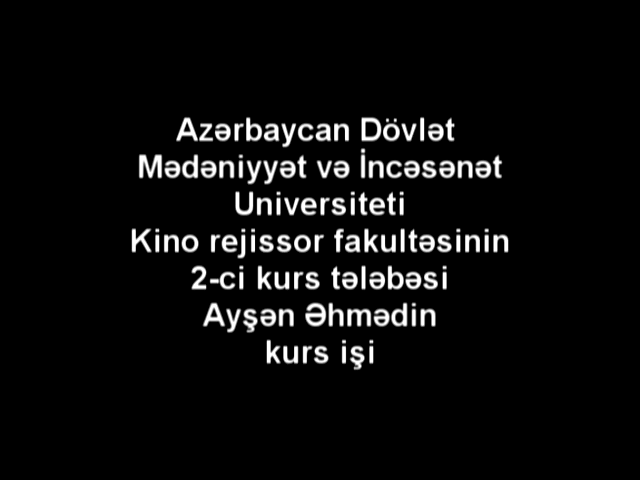 Azərbaycan Dövlət
Mədəniyyət və İncəsənət
Universiteti
Kino rejissor fakultəsinin
2-ci kurs tələbəsi
Ayşən Əhmədin
kurs işi